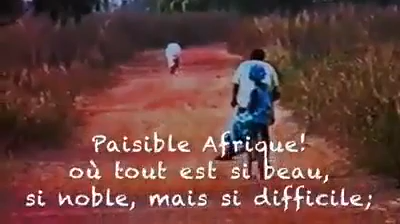 Paisible Afrique!
où tout est si beau,
si noble, mais si difficile;